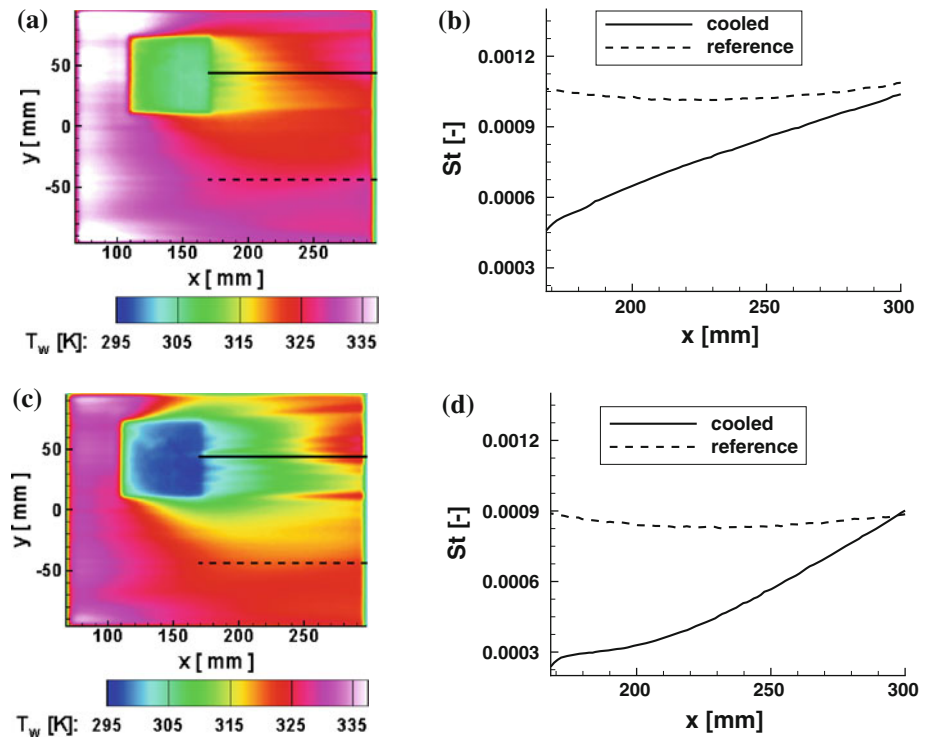 (a)
y [ mm ]
50
0
-50
100
150
200
250
x [ mm ]
T_w [K]: 295 305 315 325 335
(b)
cooled
reference
St [-]
0.0012
0.0009
0.0006
0.0003
200
250
300
x [mm]
(c)
y [ mm ]
50
0
-50
100
150
200
250
x [ mm ]
T_w [K]: 295 305 315 325 335
(d)
cooled
reference
St [-]
0.0012
0.0009
0.0006
0.0003
200
250
300
x [mm]